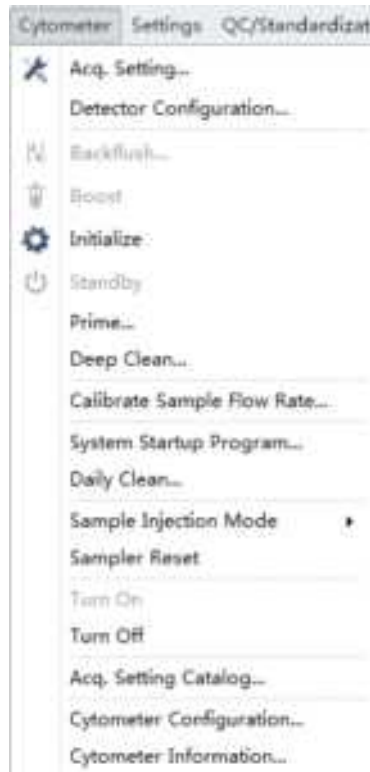 Cytometer Settings QC/Standardizat
Acq. Setting...
Detector Configuration...
Backflush...
Boost
Initialize
Standby
Prime...
Deep Clean...
Calibrate Sample Flow Rate...
System Startup Program...
Daily Clean...
Sample Injection Mode
Sampler Reset
Turn On
Turn Off
Acq. Setting Catalog...
Cytometer Configuration...
Cytometer Information...